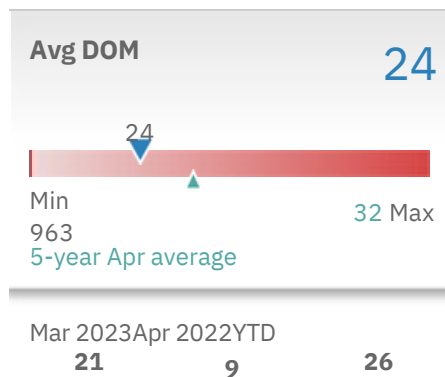 Avg DOM 24
24
Min
963
32 Max
5-year Apr average
Mar 2023Apr 2022YTD
21 9 26